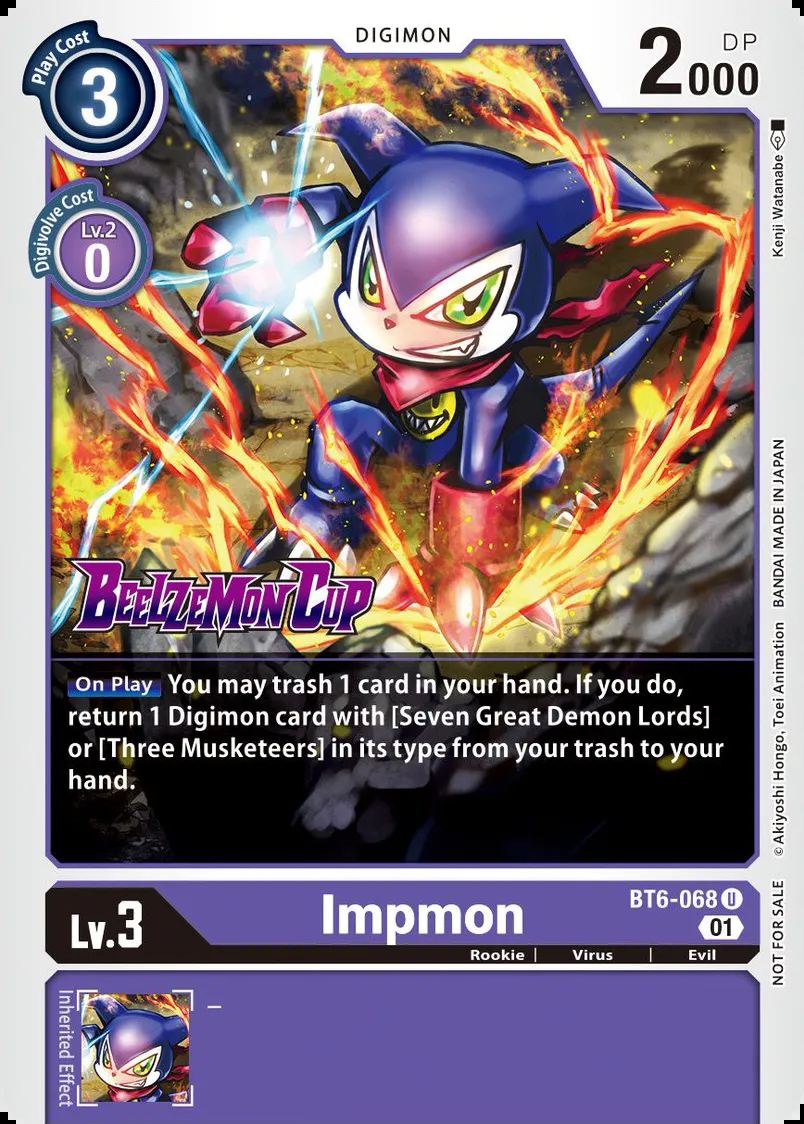 DIGIMON
Play Cost
3
2000
DP
Digivolve Cost
Lv.2
0
Kenji Watanabe
BEELZEMON CUP
On Play You may trash 1 card in your hand. If you do,
return 1 Digimon card with [Seven Great Demon Lords]
or [Three Musketeers] in its type from your trash to your
hand.
© Akiyoshi Hongo, Toei Animation BANDAI MADE IN JAPAN
NOT FOR SALE
Lv.3
Impmon
BT6-068 U
01
Rookie | Virus | Evil
Inherited Effect
–